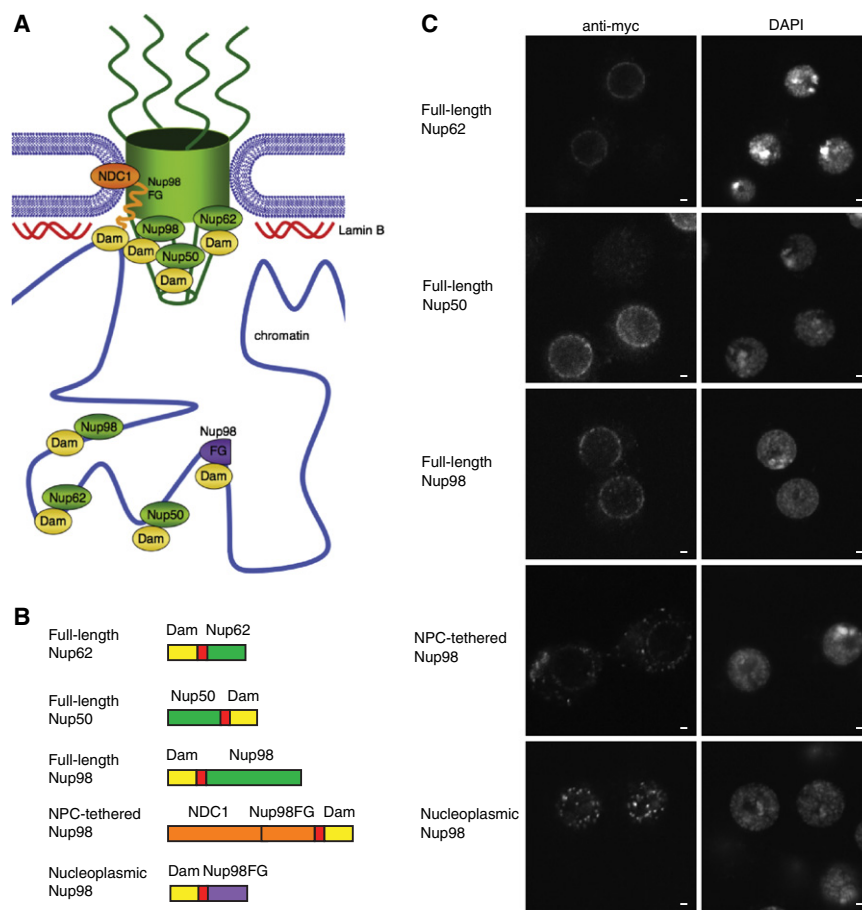 A
NDC1
Nup98
FG
Nup98
Nup62
Dam
Dam
Dam
Nup50
Dam
Lamin B
chromatin
Nup98
Dam
Nup98
FG
Dam
Nup62
Dam
Nup50
Dam
B
Full-length
Nup62
Dam Nup62
Full-length
Nup50
Nup50 Dam
Full-length
Nup98
Dam Nup98
NPC-tethered
Nup98
NDC1 Nup98FG Dam
Nucleoplasmic
Nup98
Dam Nup98FG
C
anti-myc DAPI
Full-length
Nup62
Full-length
Nup50
Full-length
Nup98
NPC-tethered
Nup98
Nucleoplasmic
Nup98